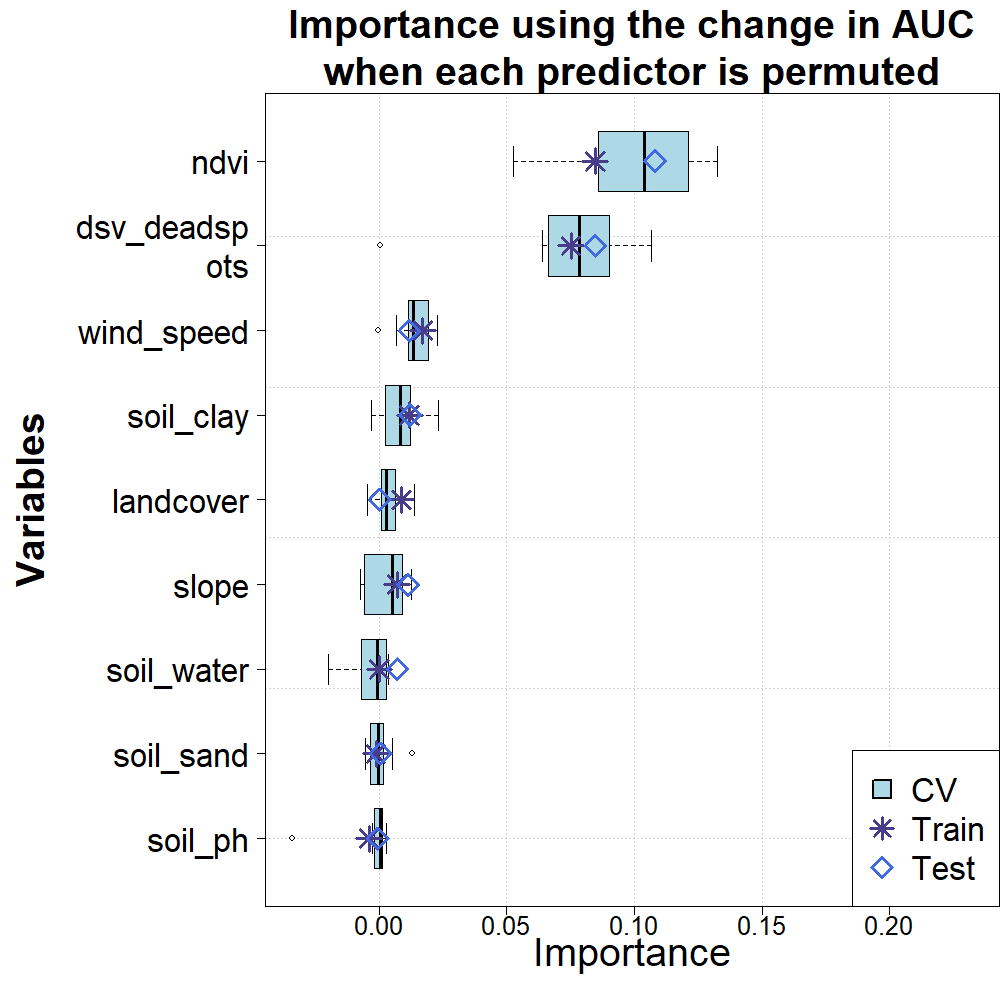 Importance using the change in AUC
when each predictor is permuted
ndvi
dsv_deadsp
ots
wind_speed
soil_clay
landcover
slope
soil_water
soil_sand
soil_ph
Variables
CV
Train
Test
0.00 0.05 0.10 0.15 0.20
Importance